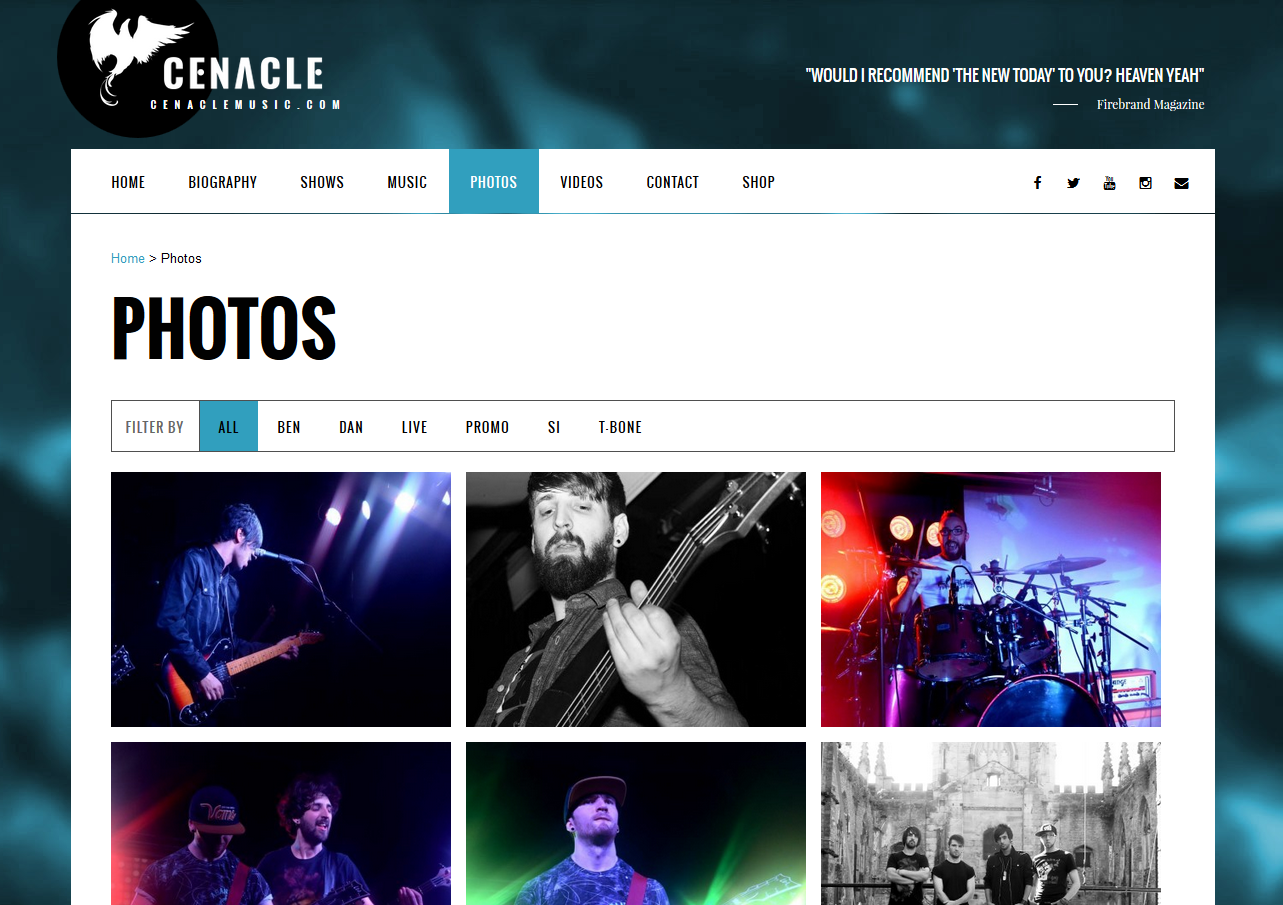 CENACLE
CENACLEMUSIC.COM
"WOULD I RECOMMEND 'THE NEW TODAY' TO YOU? HEAVEN YEAH"
Firebrand Magazine
HOME BIOGRAPHY SHOWS MUSIC PHOTOS VIDEOS CONTACT SHOP
Home > Photos
PHOTOS
FILTER BY ALL BEN DAN LIVE PROMO SI T-BONE